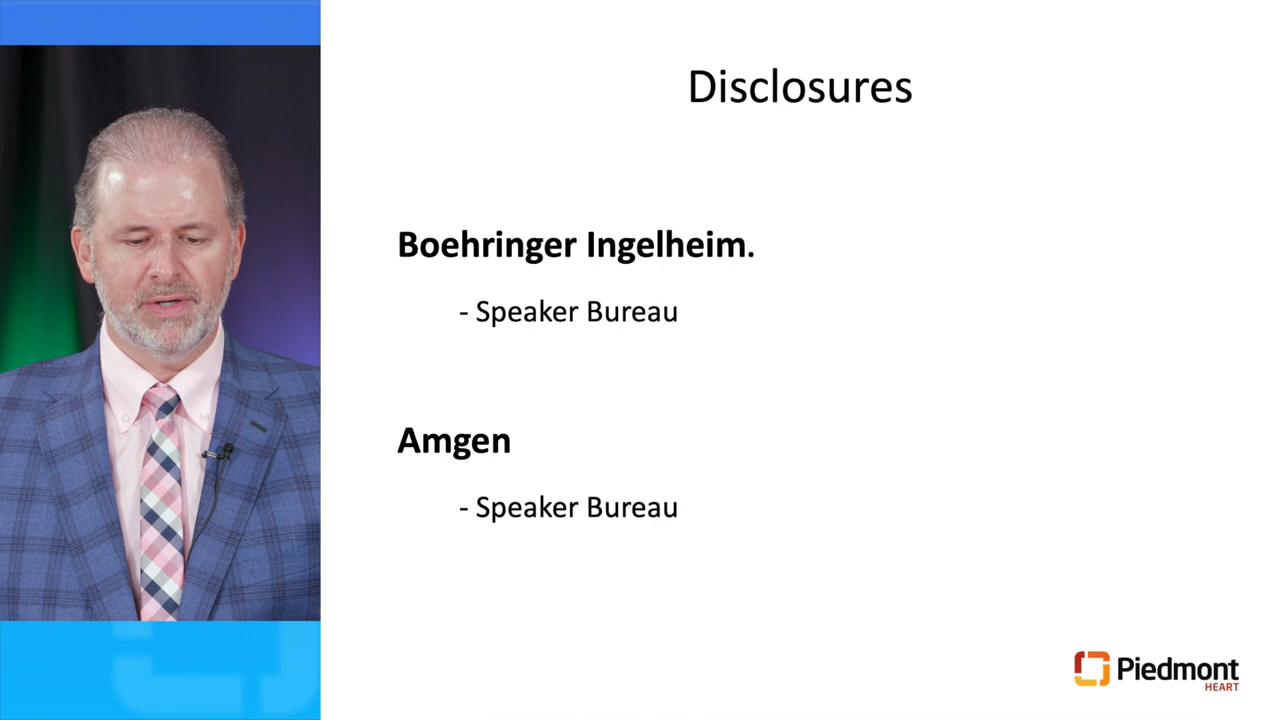 Disclosures
Boehringer Ingelheim.
- Speaker Bureau
Amgen
- Speaker Bureau
Piedmont
HEART